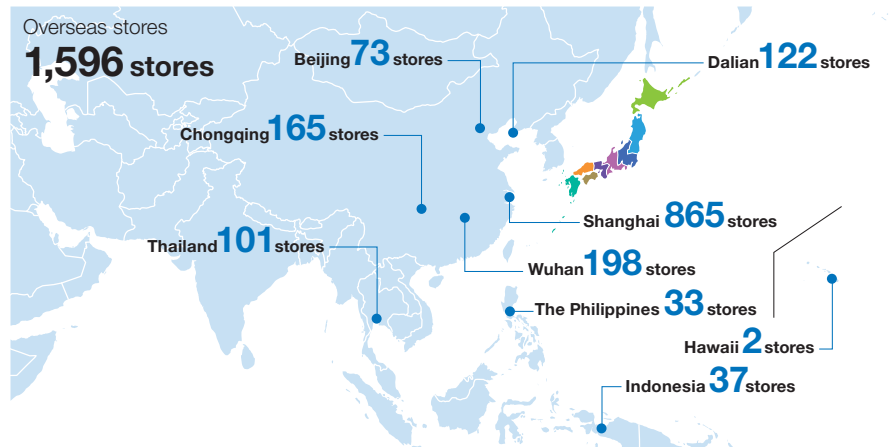 Overseas stores
1,596 stores
Beijing 73 stores
Dalian 122 stores
Chongqing 165 stores
Shanghai 865 stores
Thailand 101 stores
Wuhan 198 stores
The Philippines 33 stores
Hawaii 2 stores
Indonesia 37 stores